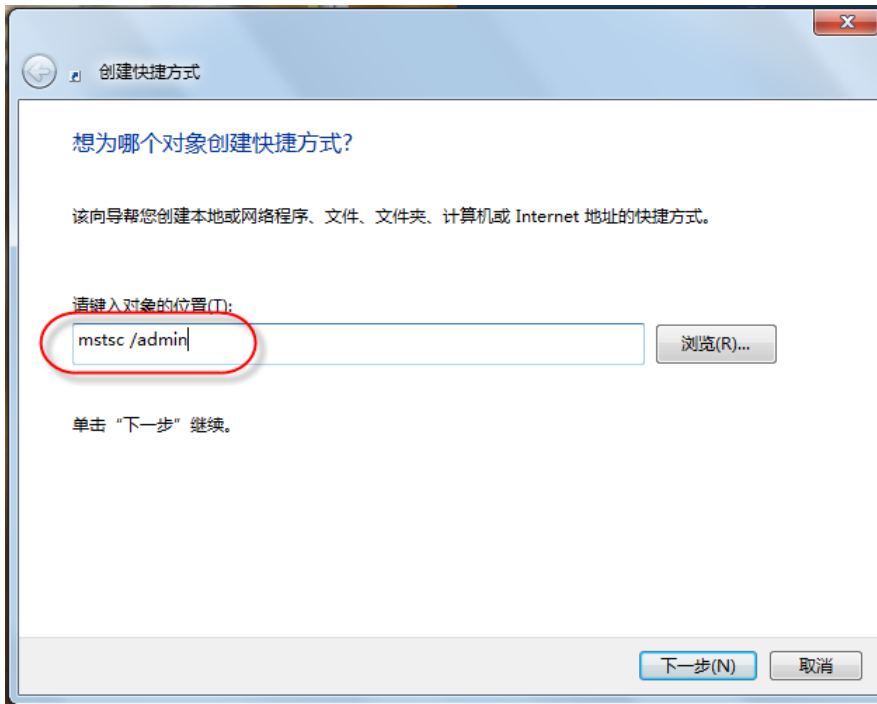 创建快捷方式
想为哪个对象创建快捷方式?
该向导帮您创建本地或网络程序、文件、文件夹、计算机或 Internet 地址的快捷方式。
请键入对象的位置(T):
mstsc /admin
浏览(R)...
单击“下一步”继续。
下一步(N)
取消